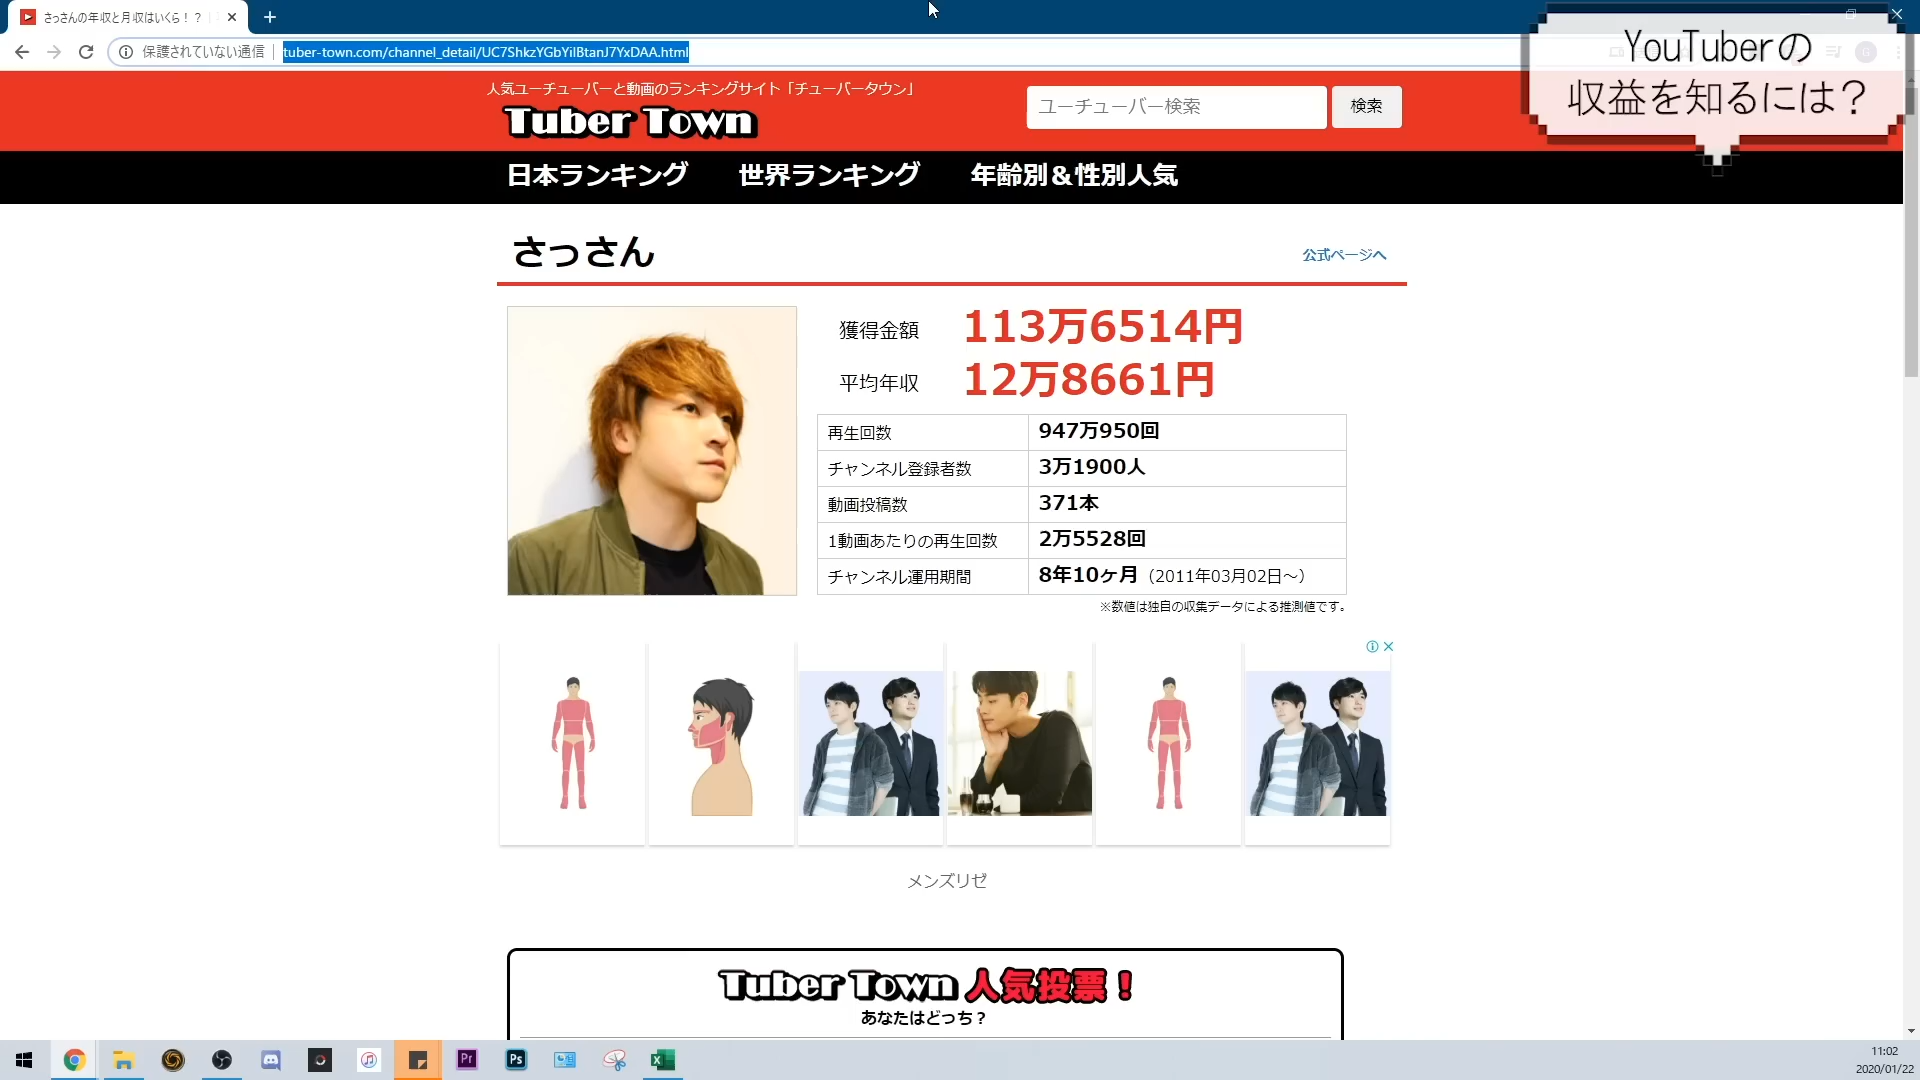 さっさんの年収と月収はいくら！？
保護されていない通信
tuber-town.com/channel_detail/UC7ShkzYGbYilBtanJ7YxDAA.html
YouTuberの
収益を知るには？
人気ユーチューバーと動画のランキングサイト「チューバータウン」
Tuber Town
ユーチューバー検索
検索
日本ランキング 世界ランキング 年齢別&性別人気
さっさん
公式ページへ
獲得金額 113万6514円
平均年収 12万8661円
再生回数 947万950回
チャンネル登録者数 3万1900人
動画投稿数 371本
1動画あたりの再生回数 2万5528回
チャンネル運用期間 8年10ヶ月（2011年03月02日～）
※数値は独自の収集データによる推測値です。
メンズリゼ
Tuber Town 人気投票！
あなたはどっち？
Pr
Ps
11:02
2020/01/22